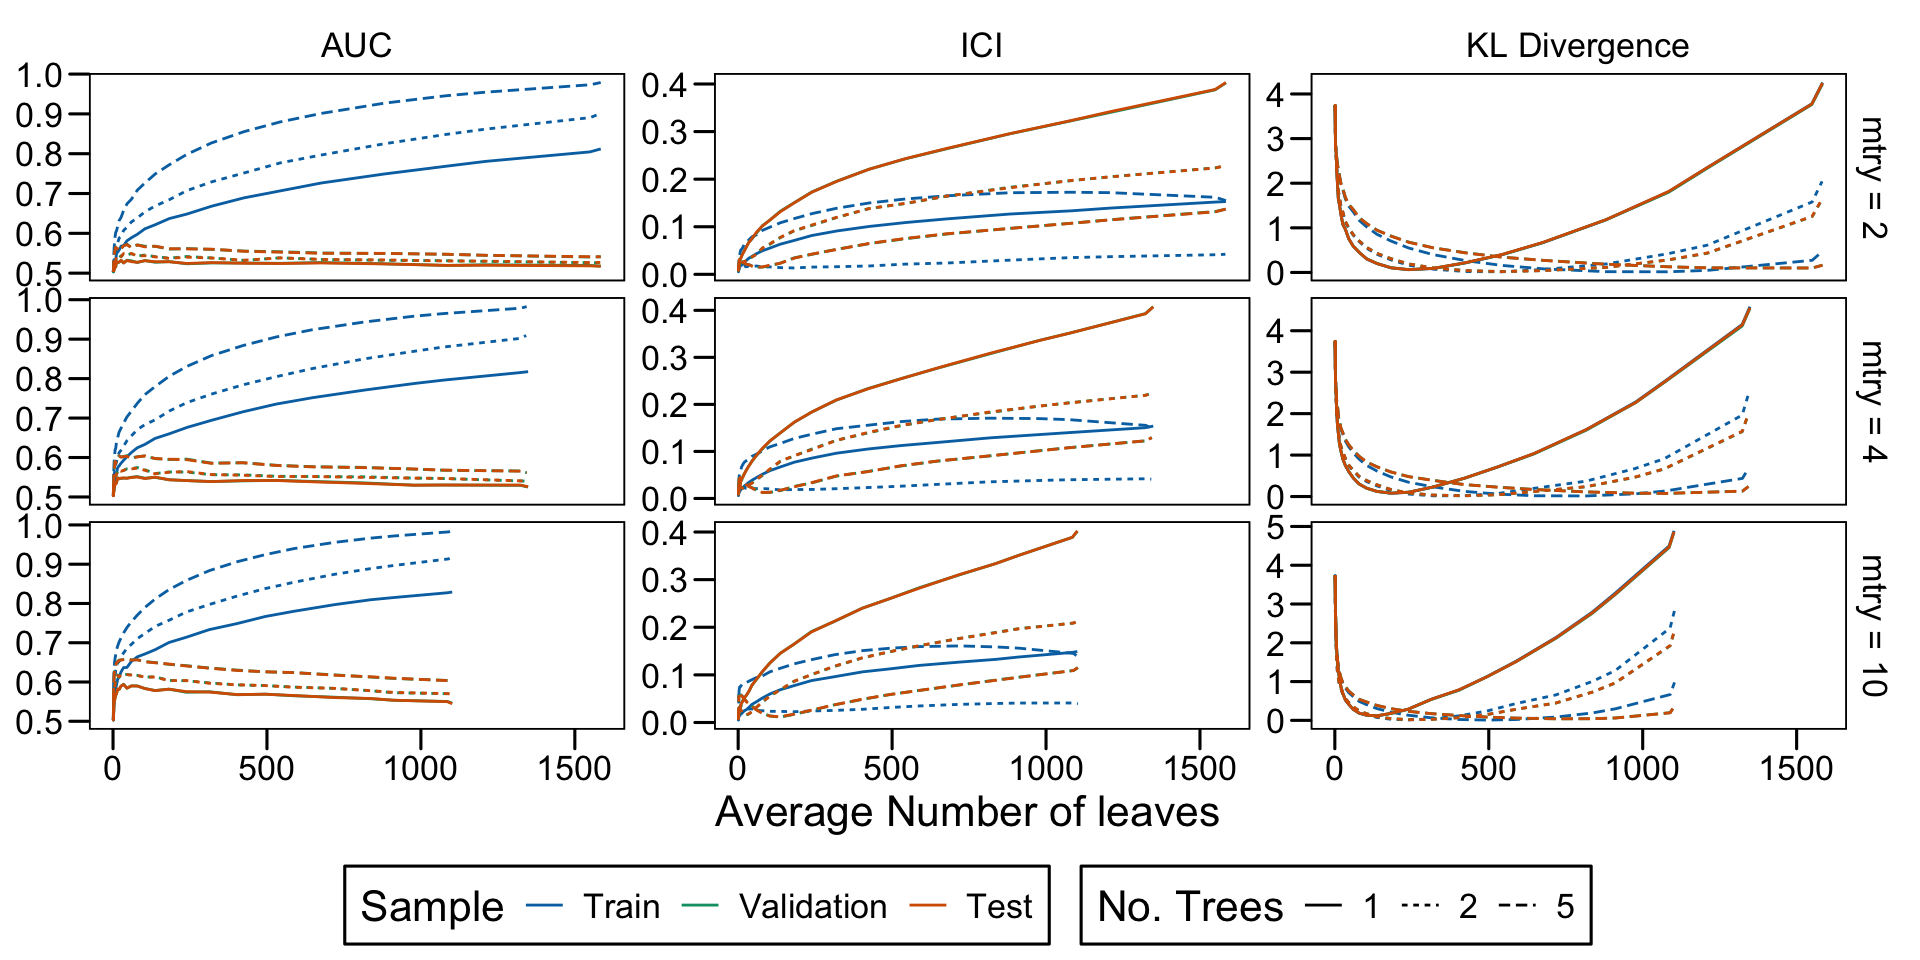 AUC ICI KL Divergence
1.0 0.9 0.8 0.7 0.6 0.5
0.4 0.3 0.2 0.1 0.0
4 3 2 1 0
mtry = 2
1.0 0.9 0.8 0.7 0.6 0.5
0.4 0.3 0.2 0.1 0.0
4 3 2 1 0
mtry = 4
1.0 0.9 0.8 0.7 0.6 0.5
0.4 0.3 0.2 0.1 0.0
5 4 3 2 1 0
mtry = 10
0 500 1000 1500 0 500 1000 1500 0 500 1000 1500
Average Number of leaves
Sample Train Validation Test No. Trees 1 2 5